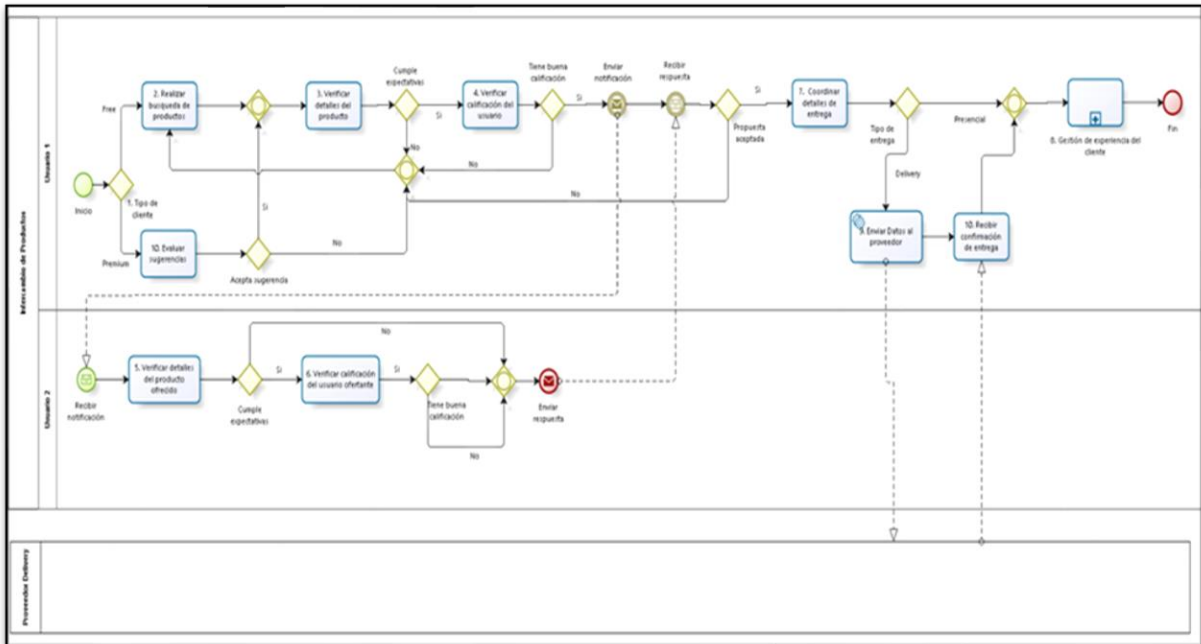 Intercambio de Productos
Usuario 1
Inicio
1. Tipo de
cliente
Free
Premium
2. Realizar
busqueda de
productos
10. Evaluar
sugerencias
Acepta sugerencia
Si
No
3. Verificar
detalles del
producto
Cumple
expectativas
Si
No
4. Verificar
calificación del
usuario
Tiene buena
calificación
Si
No
Enviar
notificación
Recibir
respuesta
Propuesta
aceptada
Si
No
7. Coordinar
detalles de
entrega
Tipo de
entrega
Presencial
Delivery
9. Enviar Datos al
proveedor
10. Recibir
confirmación
de entrega
8. Gestión de experiencia del
cliente
Fin
Usuario 2
Recibir
notificación
5. Verificar detalles
del producto
ofrecido
Cumple
expectativas
Si
No
6. Verificar calificación
del usuario ofertante
Si
Tiene buena
calificación
No
Enviar
respuesta
Proveedor Delivery